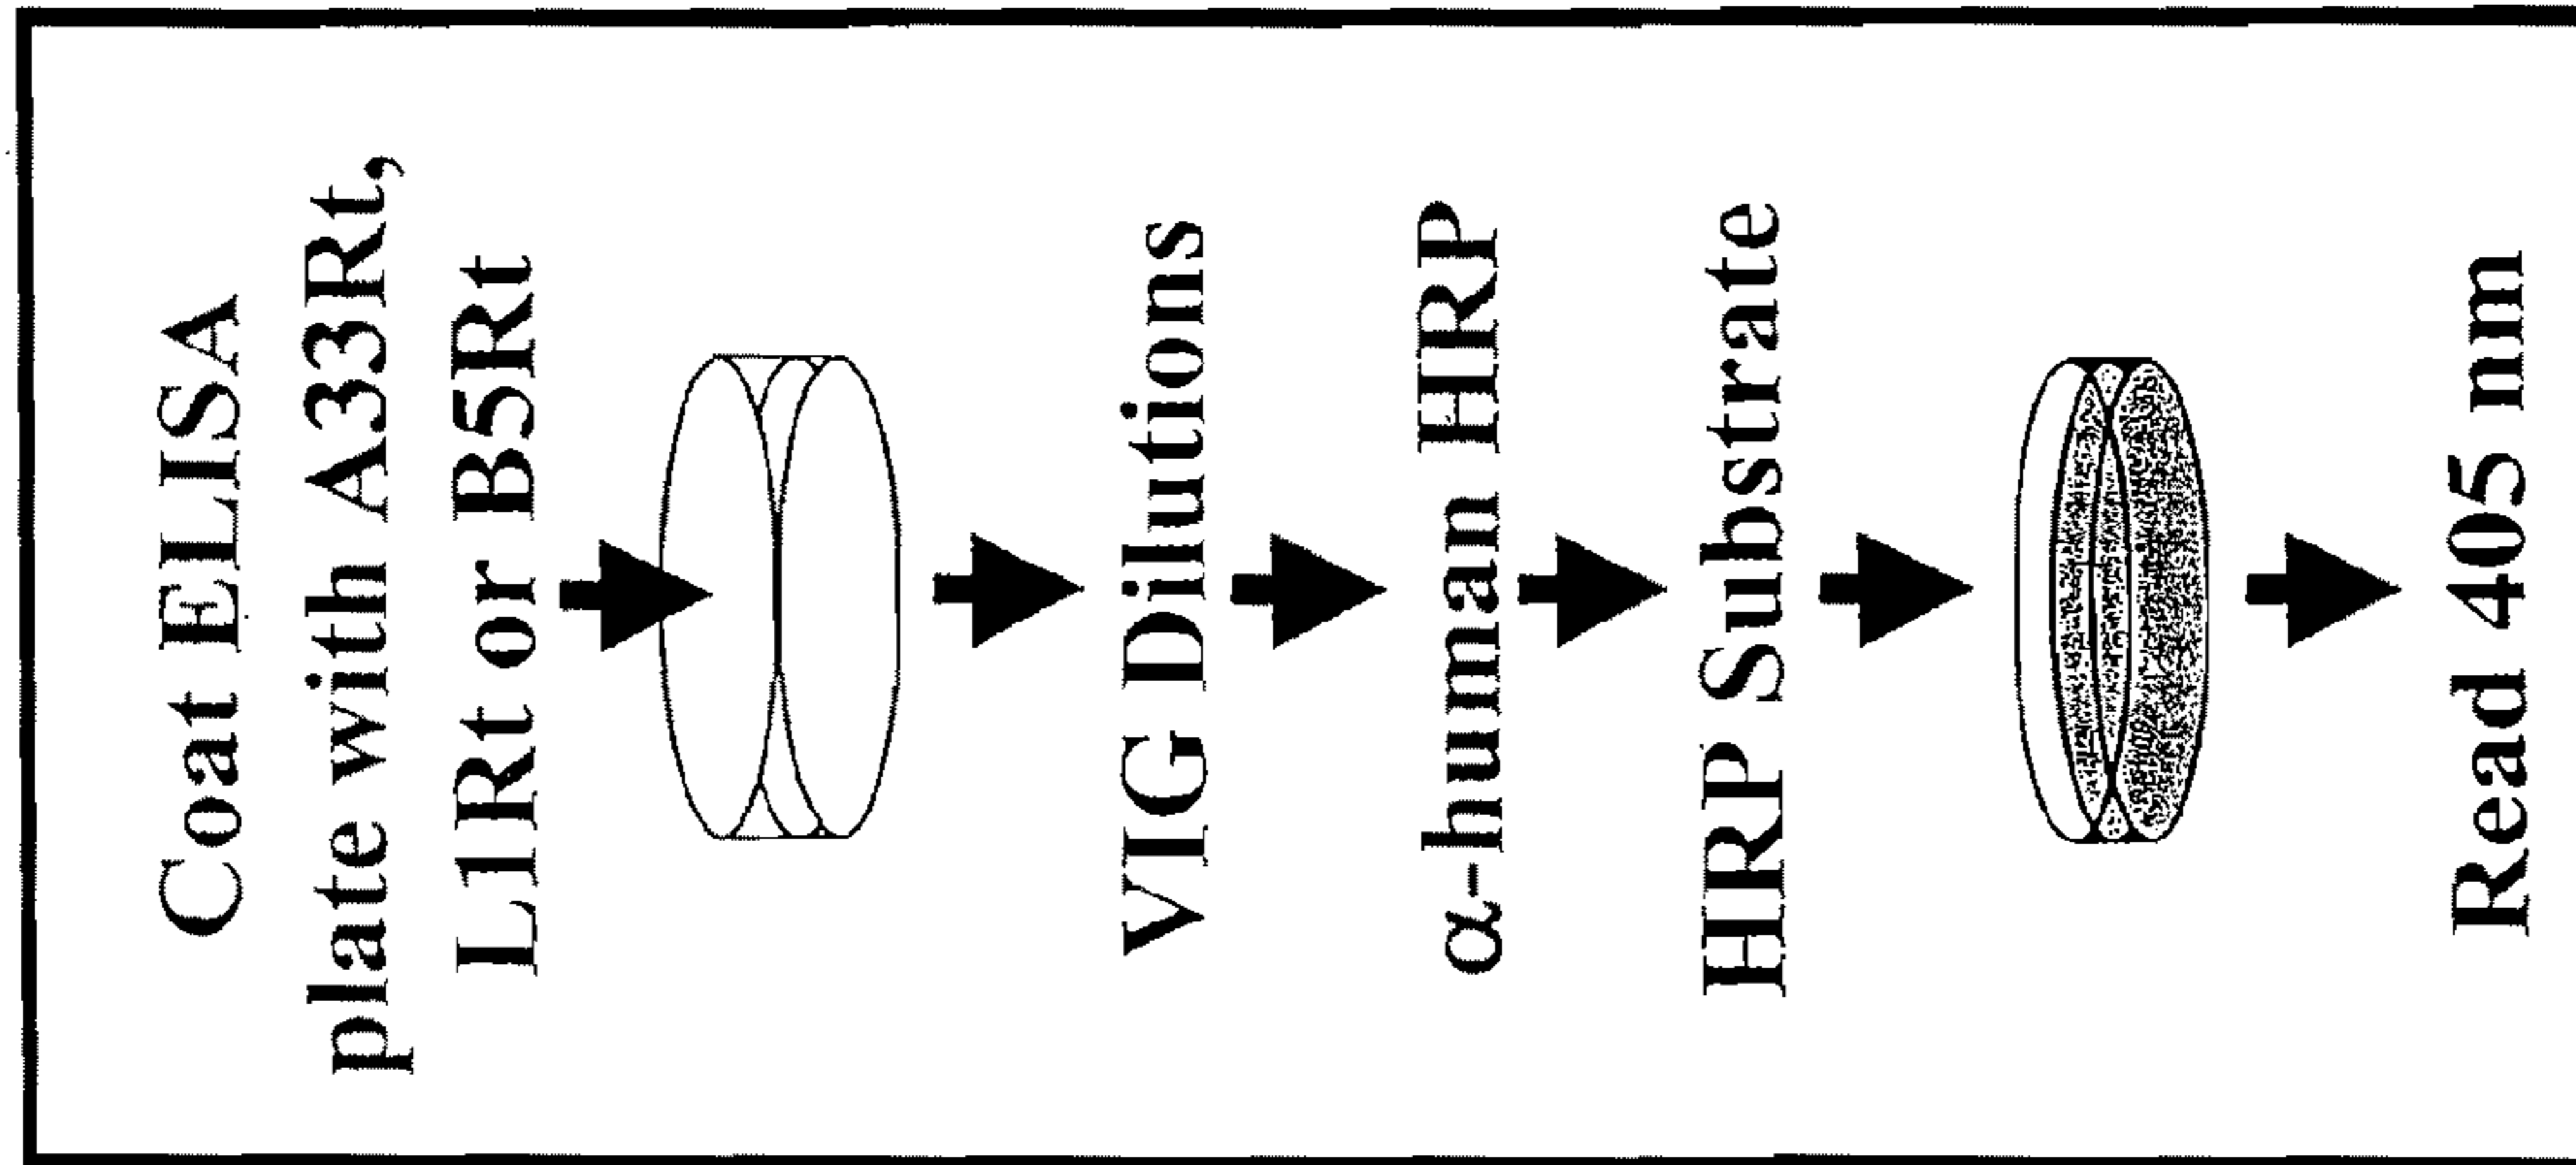 Coat ELISA
plate with A33Rt,
L1Rt or B5Rt
VIG Dilutions
α-human HRP
HRP Substrate
Read 405 nm